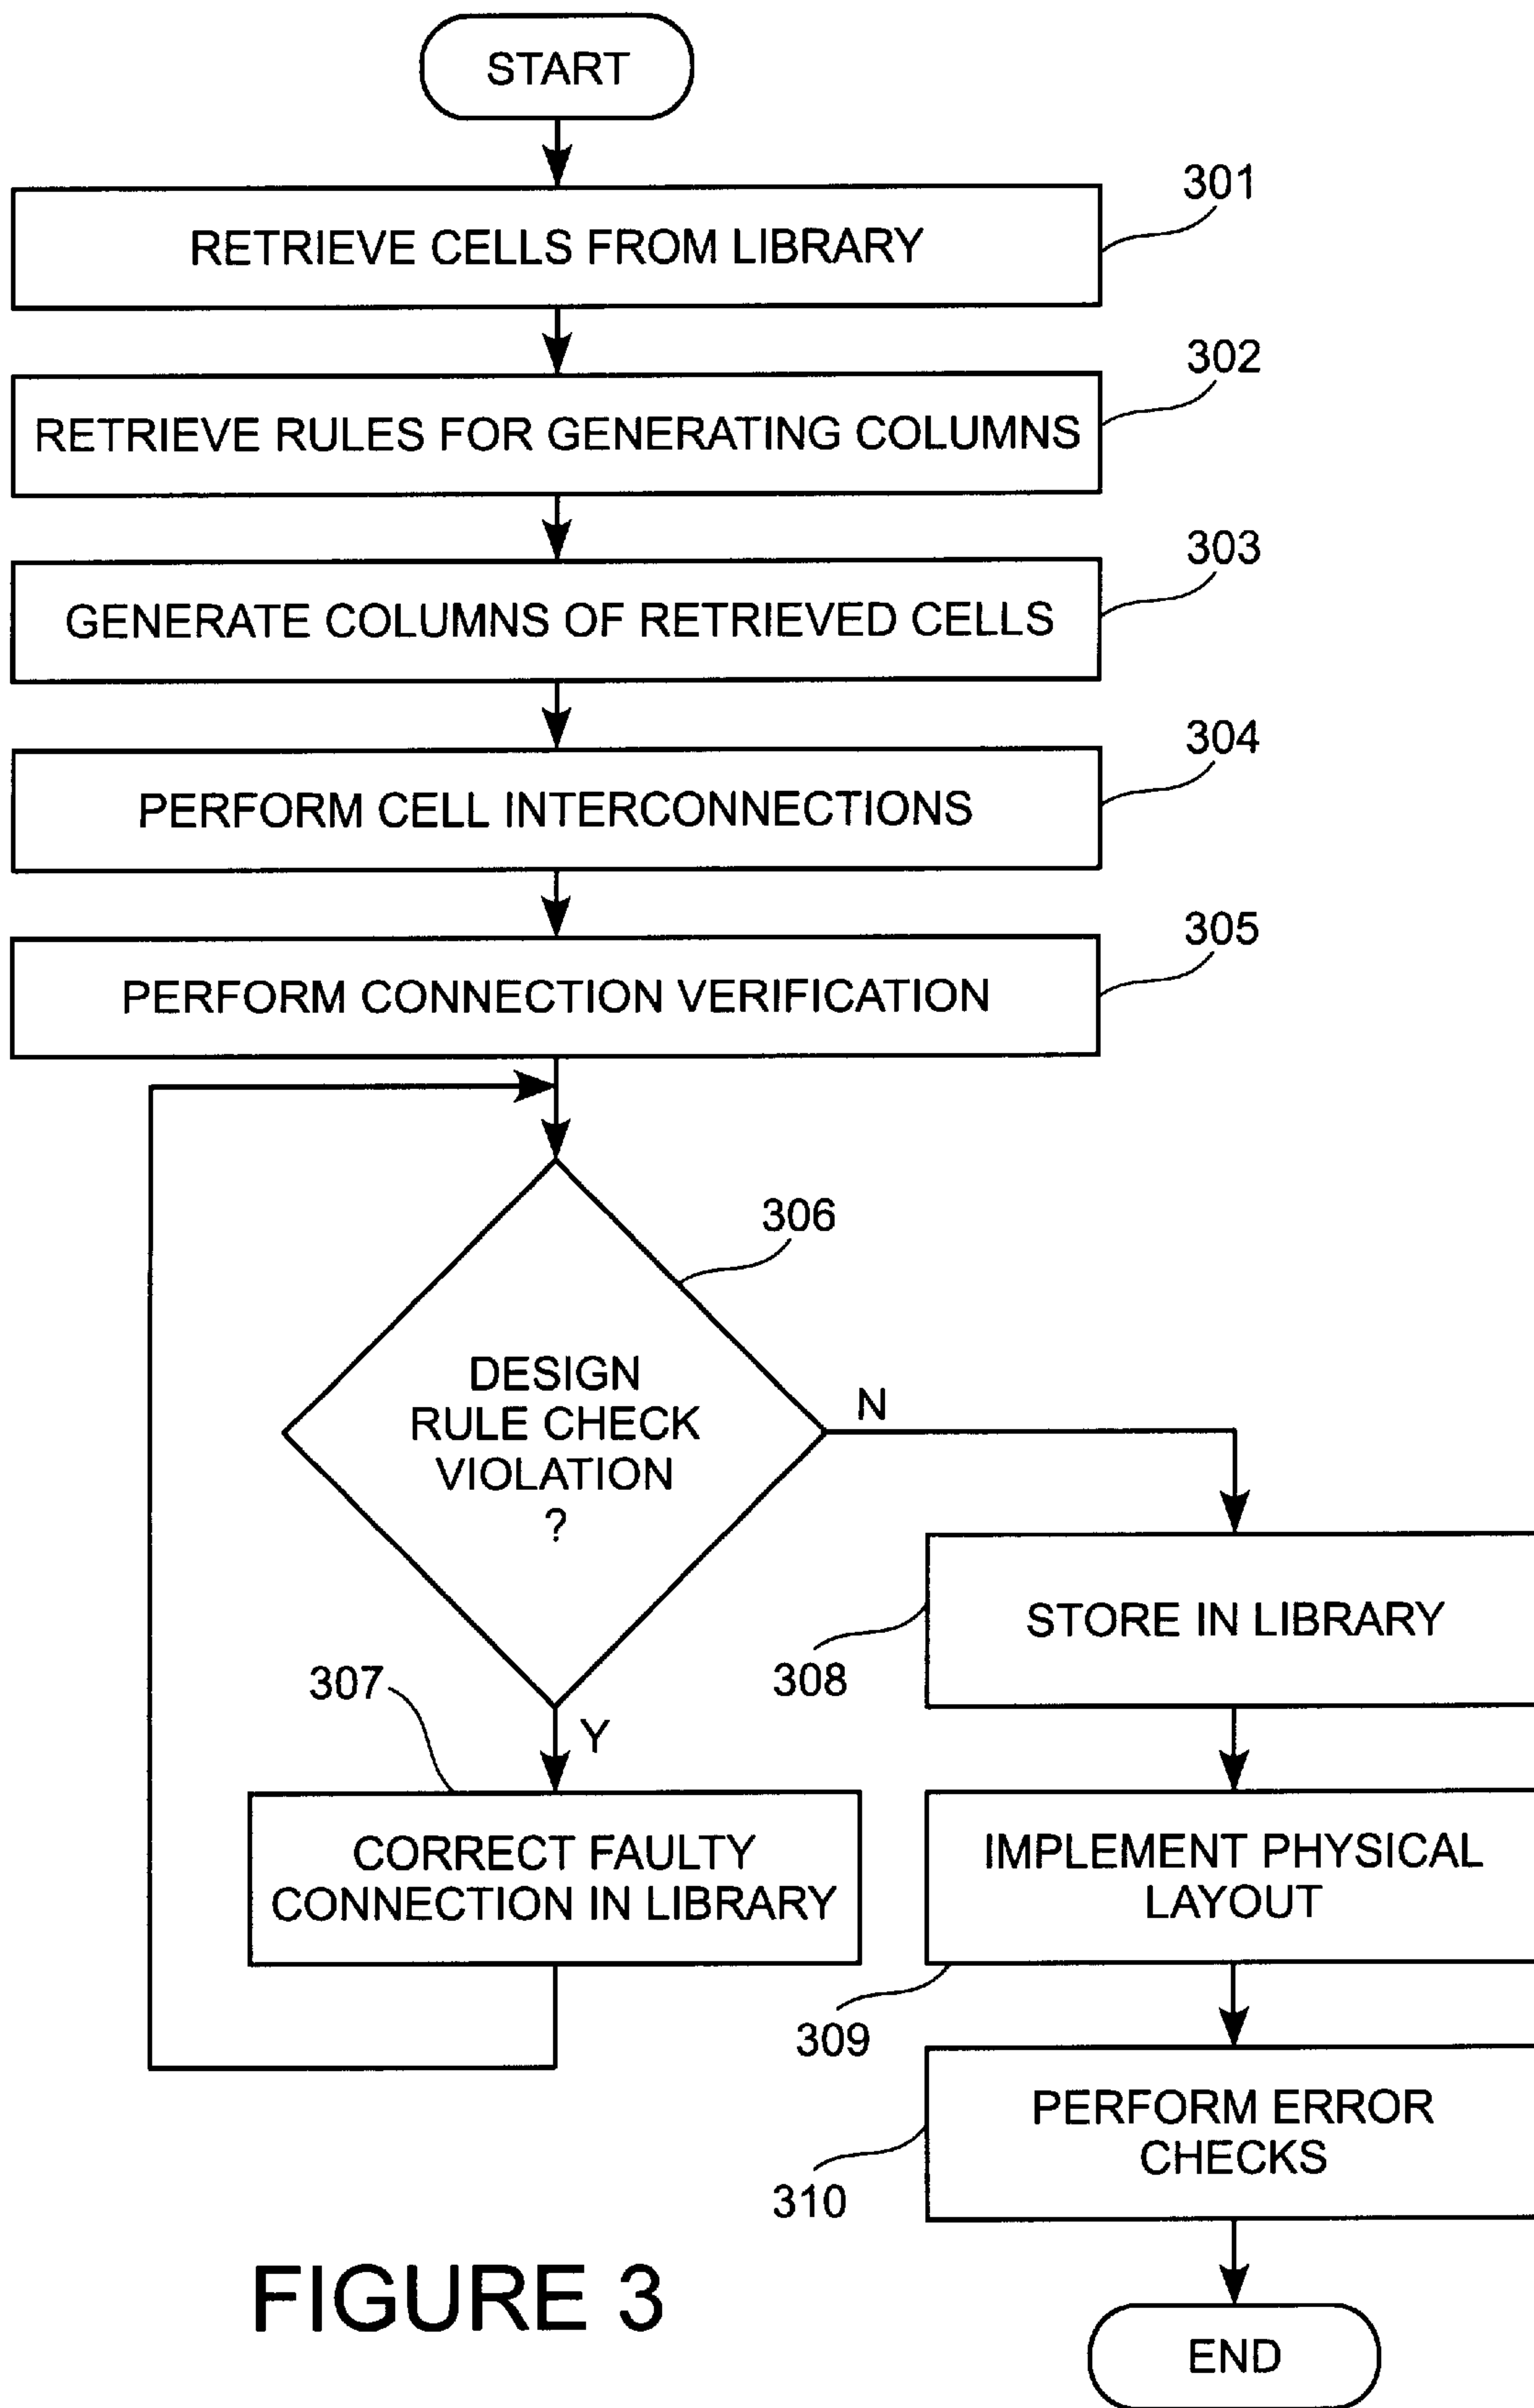 START
301
RETRIEVE CELLS FROM LIBRARY
302
RETRIEVE RULES FOR GENERATING COLUMNS
303
GENERATE COLUMNS OF RETRIEVED CELLS
304
PERFORM CELL INTERCONNECTIONS
305
PERFORM CONNECTION VERIFICATION
306
DESIGN
RULE CHECK
VIOLATION
?
N
Y
307
CORRECT FAULTY
CONNECTION IN LIBRARY
308
STORE IN LIBRARY
309
IMPLEMENT PHYSICAL
LAYOUT
310
PERFORM ERROR
CHECKS
END
FIGURE 3